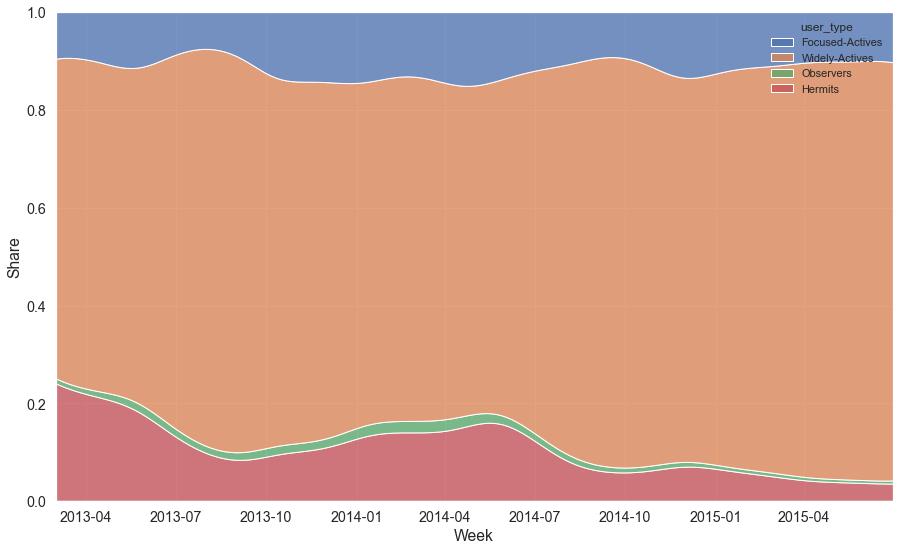 1.0
0.8
0.6
0.4
0.2
0.0
Share
user_type
Focused-Actives
Widely-Actives
Observers
Hermits
2013-04 2013-07 2013-10 2014-01 2014-04 2014-07 2014-10 2015-01 2015-04
Week